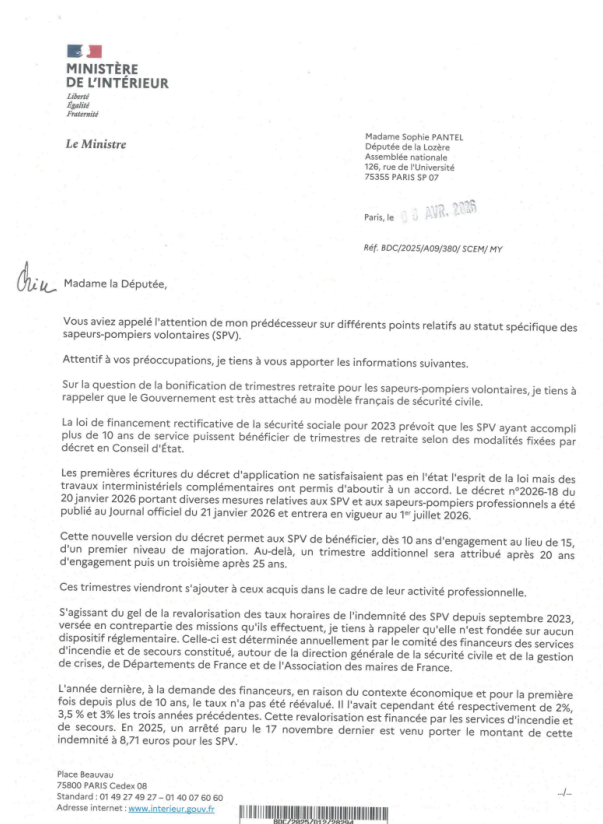 MINISTÈRE
DE L'INTÉRIEUR
Liberté
Égalité
Fraternité
Le Ministre
Madame Sophie PANTEL
Députée de la Lozère
Assemblée nationale
126, rue de l'Université
75355 PARIS SP 07
Paris, le AVR. 2026
Réf. BDC/2025/A09/380/ SCEM/ MY
Madame la Députée,
Vous aviez appelé l'attention de mon prédécesseur sur différents points relatifs au statut spécifique des
sapeurs-pompiers volontaires (SPV).
Attentif à vos préoccupations, je tiens à vous apporter les informations suivantes.
Sur la question de la bonification de trimestres retraite pour les sapeurs-pompiers volontaires, je tiens à
rappeler que le Gouvernement est très attaché au modèle français de sécurité civile.
La loi de financement rectificative de la sécurité sociale pour 2023 prévoit que les SPV ayant accompli
plus de 10 ans de service puissent bénéficier de trimestres de retraite selon des modalités fixées par
décret en Conseil d'État.
Les premières écritures du décret d'application ne satisfaisaient pas en l'état l'esprit de la loi mais des
travaux interministériels complémentaires ont permis d'aboutir à un accord. Le décret n°2026-18 du
20 janvier 2026 portant diverses mesures relatives aux SPV et aux sapeurs-pompiers professionnels a été
publié au Journal officiel du 21 janvier 2026 et entrera en vigueur au 1er juillet 2026.
Cette nouvelle version du décret permet aux SPV de bénéficier, dès 10 ans d'engagement au lieu de 15,
d'un premier niveau de majoration. Au-delà, un trimestre additionnel sera attribué après 20 ans
d'engagement puis un troisième après 25 ans.
Ces trimestres viendront s'ajouter à ceux acquis dans le cadre de leur activité professionnelle.
S'agissant du gel de la revalorisation des taux horaires de l'indemnité des SPV depuis septembre 2023,
versée en contrepartie des missions qu'ils effectuent, je tiens à rappeler qu'elle n'est fondée sur aucun
dispositif réglementaire. Celle-ci est déterminée annuellement par le comité des financeurs des services
d'incendie et de secours constitué, autour de la direction générale de la sécurité civile et de la gestion
de crises, de Départements de France et de l'Association des maires de France.
L'année dernière, à la demande des financeurs, en raison du contexte économique et pour la première
fois depuis plus de 10 ans, le taux n'a pas été réévalué. Il l'avait cependant été respectivement de 2%,
3,5 % et 3% les trois années précédentes. Cette revalorisation est financée par les services d'incendie et
de secours. En 2025, un arrêté paru le 17 novembre dernier est venu porter le montant de cette
indemnité à 8,71 euros pour les SPV.
Place Beauvau
75800 PARIS Cedex 08
Standard : 01 49 27 49 27 – 01 40 07 60 60
Adresse internet : www.interieur.gouv.fr
-/-